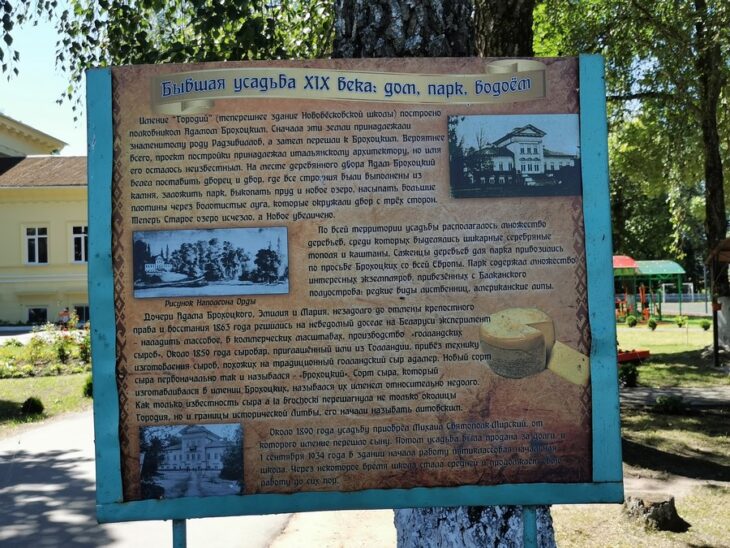 Бывшая усадьба XIX века: дом, парк, водоём
Имение "Городий" (теперешнее здание Новобёсковской школы) построено
полковником Адамом Брохоцким. Сначала эти земли принадлежали
знаменитому роду Радзивиллов, а затем перешли к Брохоцким. Вероятнее
всего, проект постройки принадлежал итальянскому архитектору, но имя
его осталось неизвестным. На месте деревянного двора Адам Брохоцкий
велел поставить дворец и двор, где все строения были выполнены из
камня, заложить парк, выкопать пруд и новое озеро, насыпать большие
плотины через болотистые луга, которые окружали двор с трёх сторон.
Теперь Старое озеро исчезло, а Новое увеличено.
По всей территории усадьбы располагалось множество
деревьев, среди которых выделялись шикарные серебряные
тополя и каштаны. Саженцы деревьев для парка привозились
по просьбе Брохоцких со всей Европы. Парк содержал множество
интересных экземпляров, привезённых с Балканского
полуострова: редкие виды лиственниц, американские липы.
Рисунок Наполеона Орды
Дочери Адама Брохоцкого, Эмилия и Мария, незадолго до отмены крепостного
права и восстания 1863 года решились на неведомый доселе на Беларуси эксперимент
- наладить массовое, в коммерческих масштабах, производство «голландских
сыров». Около 1850 года сыровар, приглашённый ими из Голландии, привёз технику
изготовления сыров, похожих на традиционный голландский сыр эдамер. Новый сорт
сыра первоначально так и назывался - «Брохоцкий». Сорт сыра, который
изготавливался в имении Брохоцких, назывался их именем относительно недолго.
Как только известность сыра a la Brochocki перешагнула не только околицы
Городия, но и границы исторической Литвы, его начали называть литовским.
Около 1890 года усадьбу приобрёл Михаил Святополк-Мирский, от
которого имение перешло сыну. Потом усадьба была продана за долги, и
1 сентября 1934 года в здании начала работу пятиклассовая начальная
школа. Через некоторое время школа стала средней и продолжает свою
работу до сих пор.